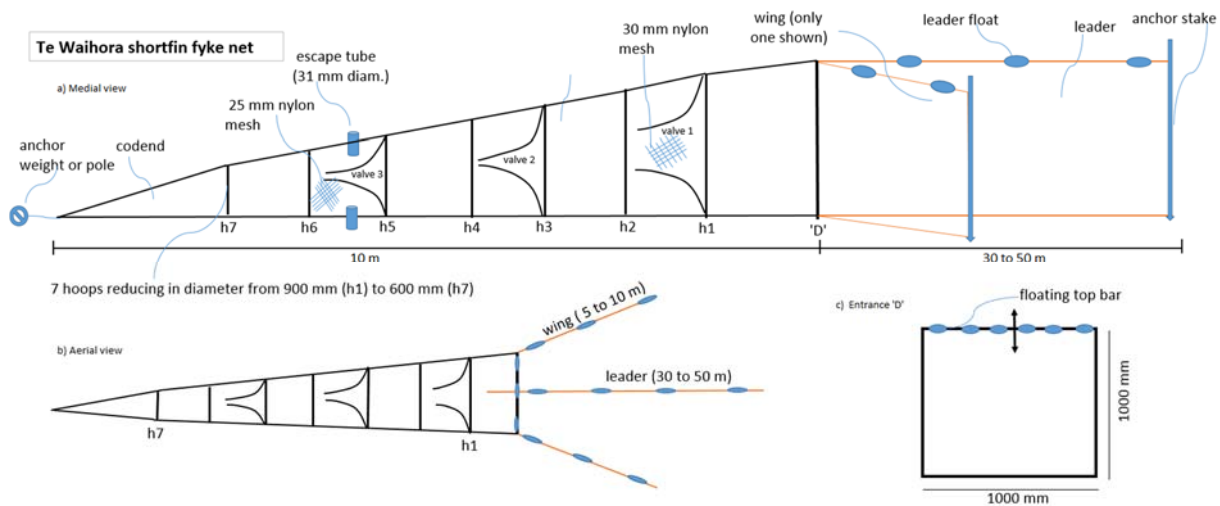 Te Waihora shortfin fyke net
a) Medial view
anchor
weight or pole
codend
25 mm nylon
mesh
escape tube
(31 mm diam.)
30 mm nylon
mesh
wing (only
one shown)
leader float
leader
anchor stake
valve 3
valve 2
valve 1
h7
h6
h5
h4
h3
h2
h1
'D'
10 m
30 to 50 m
7 hoops reducing in diameter from 900 mm (h1) to 600 mm (h7)
b) Aerial view
wing ( 5 to 10 m)
leader (30 to 50 m)
h7
h1
c) Entrance 'D'
floating top bar
1000 mm
1000 mm